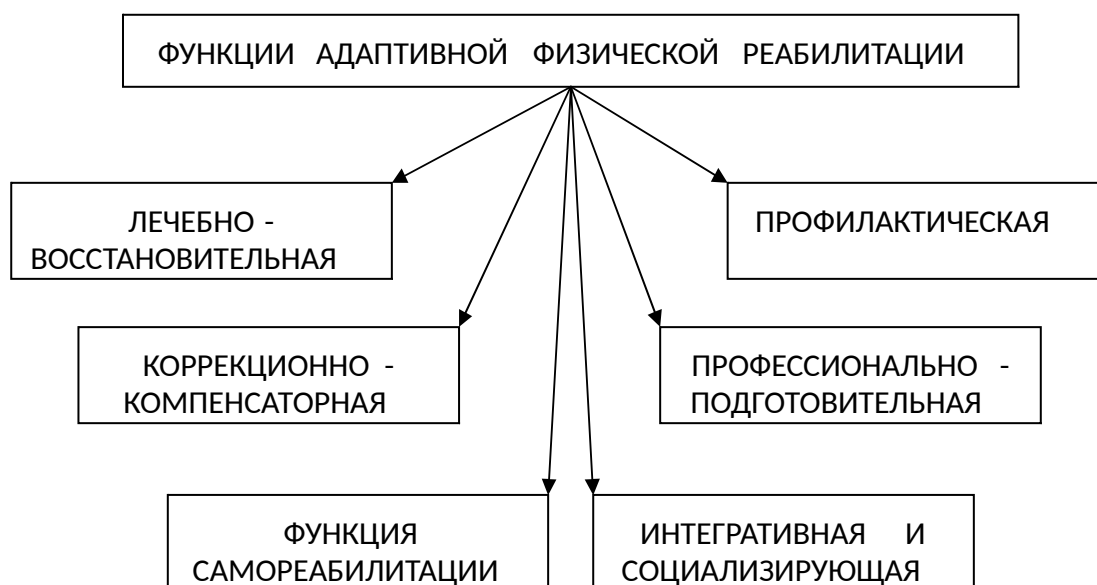 ФУНКЦИИ АДАПТИВНОЙ ФИЗИЧЕСКОЙ РЕАБИЛИТАЦИИ
ЛЕЧЕБНО -
ВОССТАНОВИТЕЛЬНАЯ
ПРОФИЛАКТИЧЕСКАЯ
КОРРЕКЦИОННО -
КОМПЕНСАТОРНАЯ
ПРОФЕССИОНАЛЬНО -
ПОДГОТОВИТЕЛЬНАЯ
ФУНКЦИЯ
САМОРЕАБИЛИТАЦИИ
ИНТЕГРАТИВНАЯ И
СОЦИАЛИЗИРУЮЩАЯ